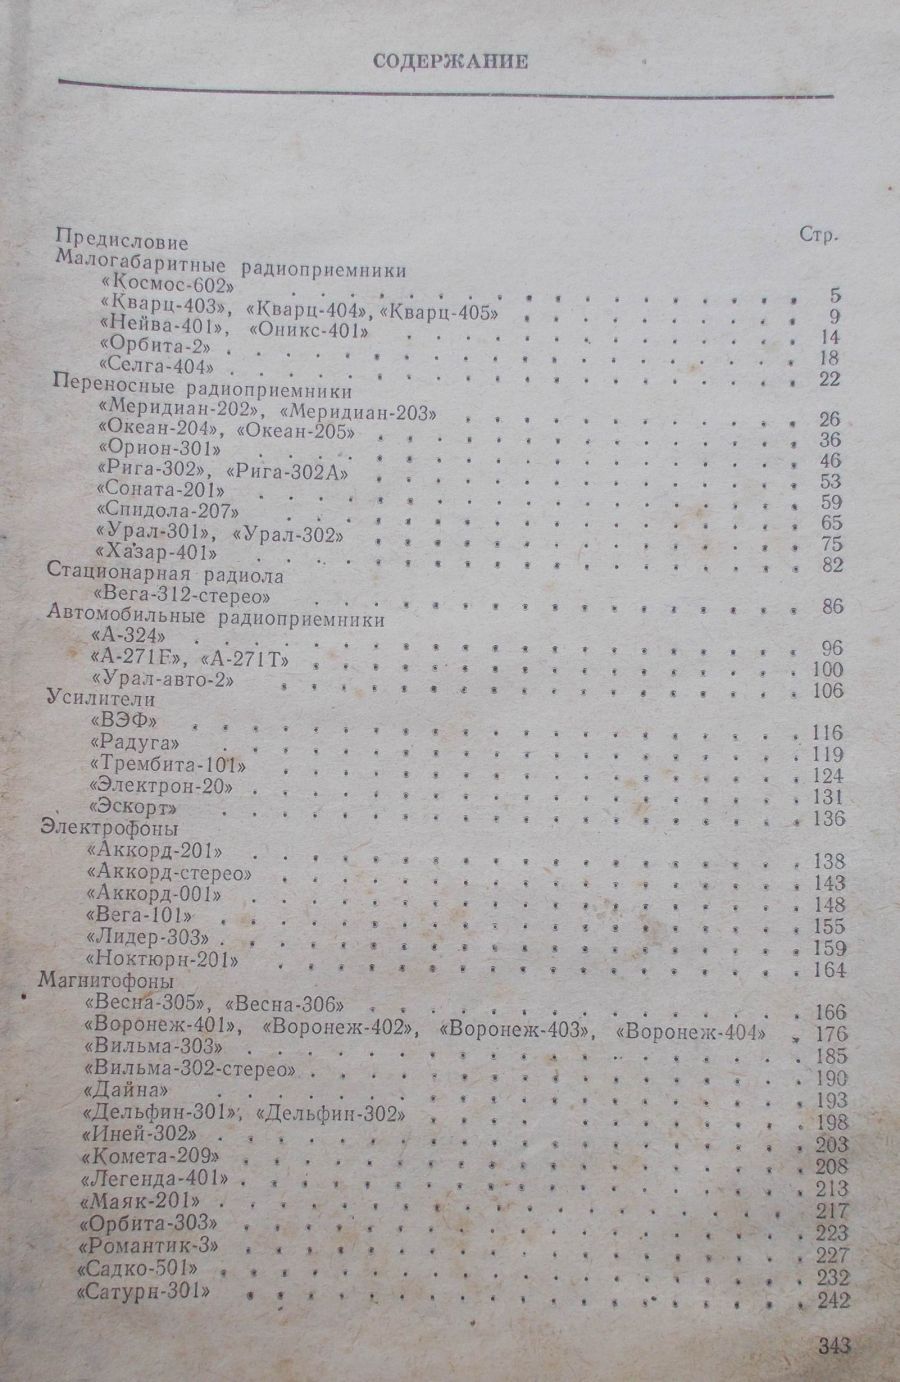 СОДЕРЖАНИЕ
Стр.
Предисловие
Малогабаритные радиоприемники
«Космос-602» 5
«Кварц-403», «Кварц-404», «Кварц-405» 9
«Нейва-401», «Оникс-401» 14
«Орбита-2» 18
«Селга-404» 22
Переносные радиоприемники
«Меридиан-202», «Меридиан-203» 26
«Океан-204», «Океан-205» 36
«Орион-301» 46
«Рига-302», «Рига-302А» 53
«Соната-201» 59
«Спидола-207» 65
«Урал-301», «Урал-302» 75
«Хазар-401» 82
Стационарная радиола
«Вега-312-стерео» 86
Автомобильные радиоприемники
«А-324» 96
«А-271Е», «А-271Т» 100
«Урал-авто-2» 106
Усилители
«ВЭФ» 116
«Радуга» 119
«Трембита-101» 124
«Электрон-20» 131
«Эскорт» 136
Электрофоны
«Аккорд-201» 138
«Аккорд-стерео» 143
«Аккорд-001» 148
«Вега-101» 155
«Лидер-303» 159
«Ноктюрн-201» 164
Магнитофоны
«Весна-305», «Весна-306» 166
«Воронеж-401», «Воронеж-402», «Воронеж-403», «Воронеж-404» 176
«Вильма-303» 185
«Вильма-302-стерео» 190
«Дайна» 193
«Дельфин-301», «Дельфин-302» 198
«Иней-302» 203
«Комета-209» 208
«Легенда-401» 213
«Маяк-201» 217
«Орбита-303» 223
«Романтик-3» 227
«Садко-501» 232
«Сатурн-301» 242
343